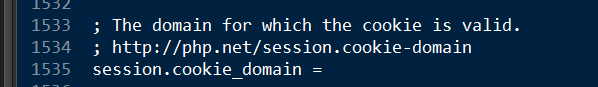 1532
1533 ; The domain for which the cookie is valid.
1534 ; http://php.net/session.cookie-domain
1535 session.cookie_domain =
1536